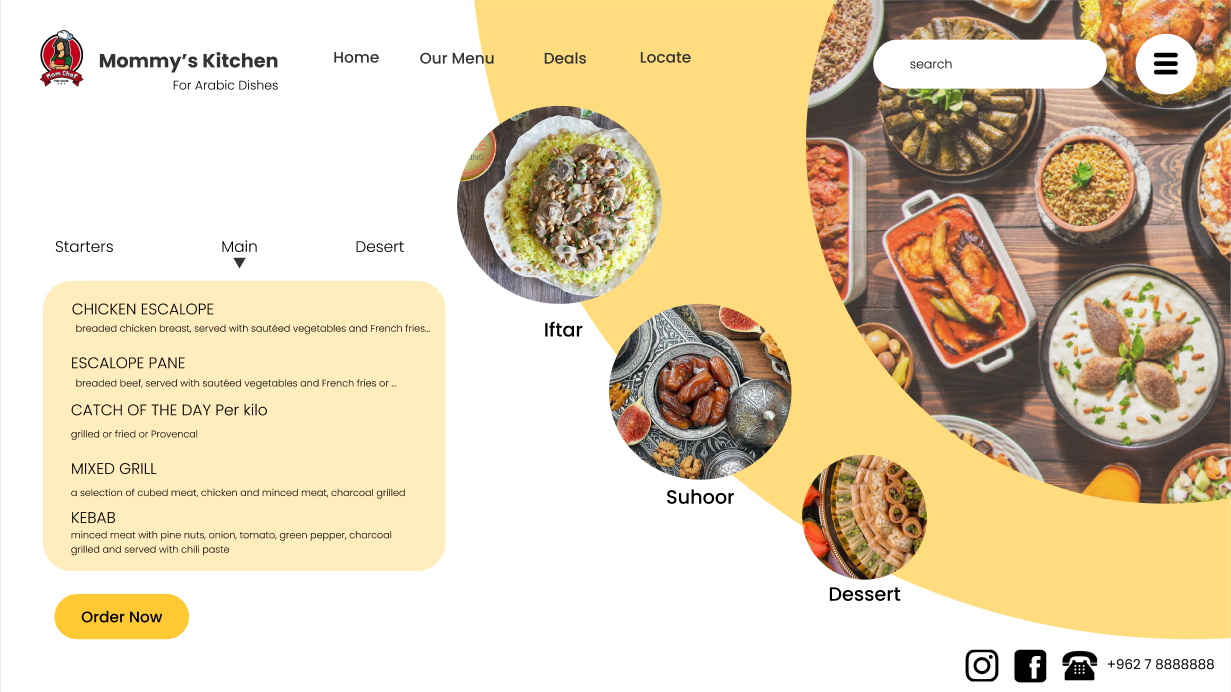 Mom Chef
Mommy's Kitchen
For Arabic Dishes
Home
Our Menu
Deals
Locate
search
Starters
Main
Desert
CHICKEN ESCALOPE
breaded chicken breast, served with sautéed vegetables and French fries...
ESCALOPE PANE
breaded beef, served with sautéed vegetables and French fries or ...
CATCH OF THE DAY Per kilo
grilled or fried or Provencal
MIXED GRILL
a selection of cubed meat, chicken and minced meat, charcoal grilled
KEBAB
minced meat with pine nuts, onion, tomato, green pepper, charcoal
grilled and served with chili paste
Order Now
Iftar
Suhoor
Dessert
+962 7 8888888